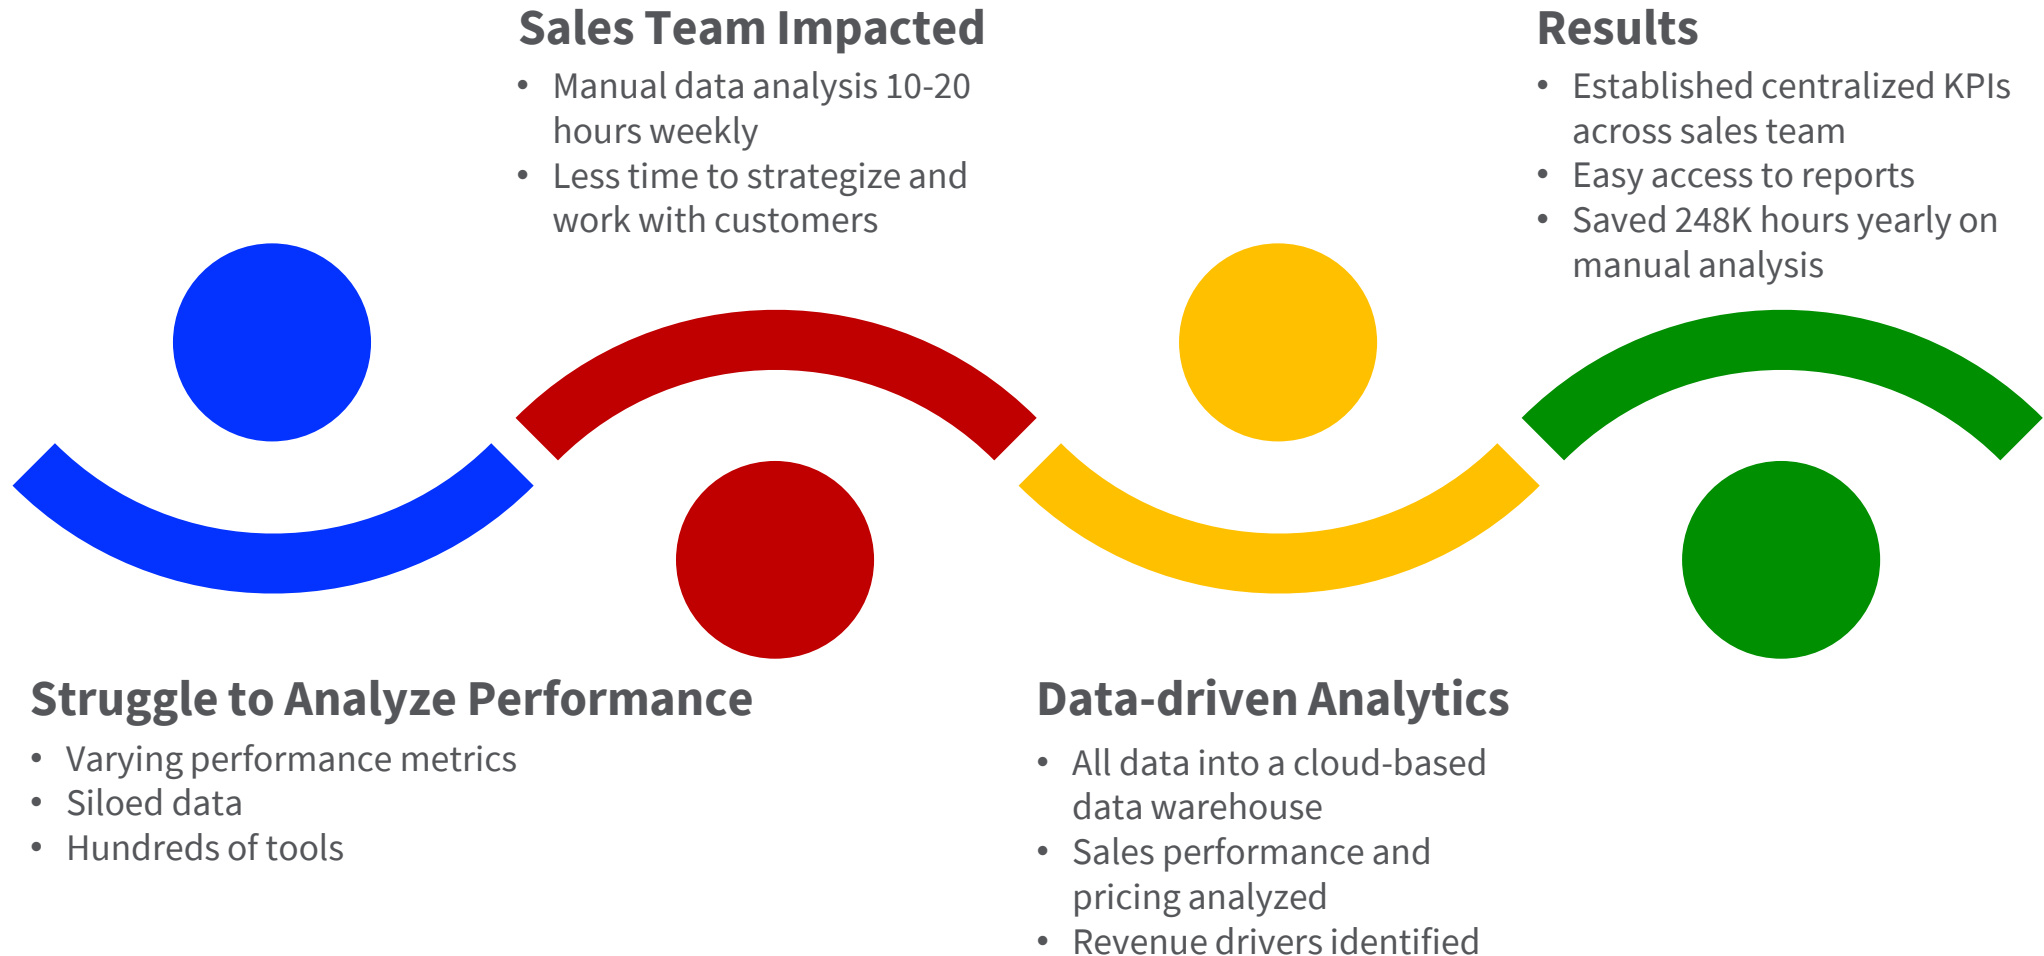 Sales Team Impacted
• Manual data analysis 10-20
hours weekly
• Less time to strategize and
work with customers
Results
• Established centralized KPIs
across sales team
• Easy access to reports
• Saved 248K hours yearly on
manual analysis
Struggle to Analyze Performance
• Varying performance metrics
• Siloed data
• Hundreds of tools
Data-driven Analytics
• All data into a cloud-based
data warehouse
• Sales performance and
pricing analyzed
• Revenue drivers identified